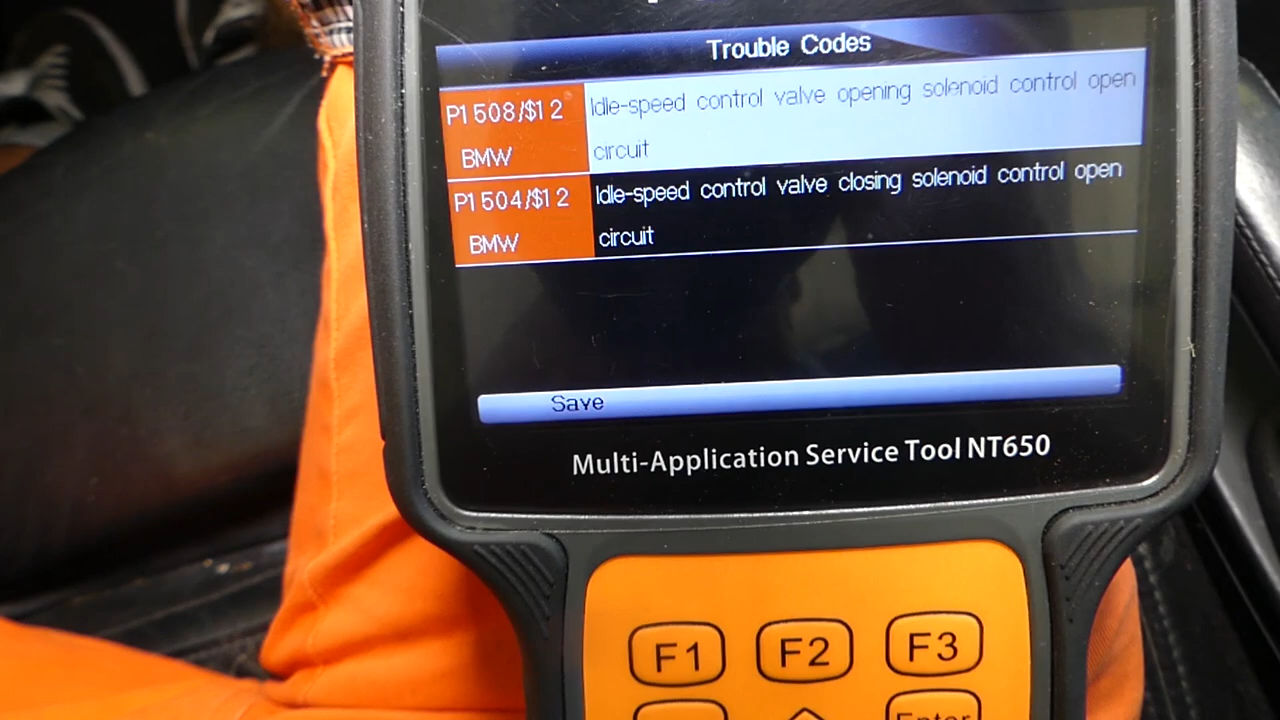 Trouble Codes
P1508/$12 Idle-speed control valve opening solenoid control open
BMW circuit
P1504/$12 Idle-speed control valve closing solenoid control open
BMW circuit
Save
Multi-Application Service Tool NT650
F1 F2 F3
Enter